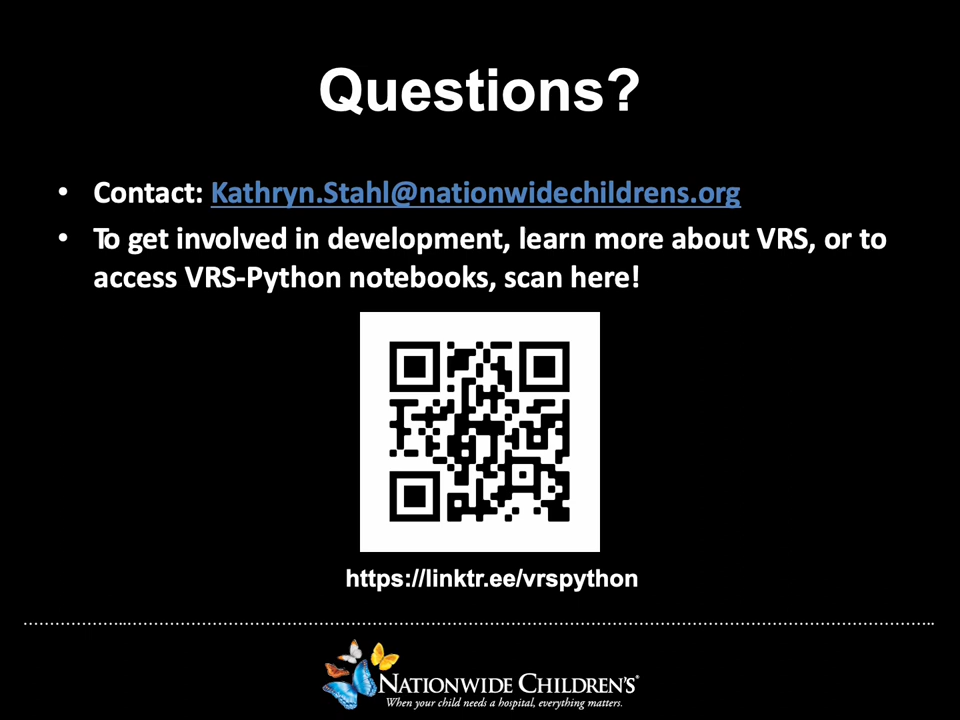 Questions?
• Contact: Kathryn.Stahl@nationwidechildrens.org
• To get involved in development, learn more about VRS, or to
access VRS-Python notebooks, scan here!
https://linktr.ee/vrspython
NATIONWIDE CHILDREN'S®
When your child needs a hospital, everything matters.